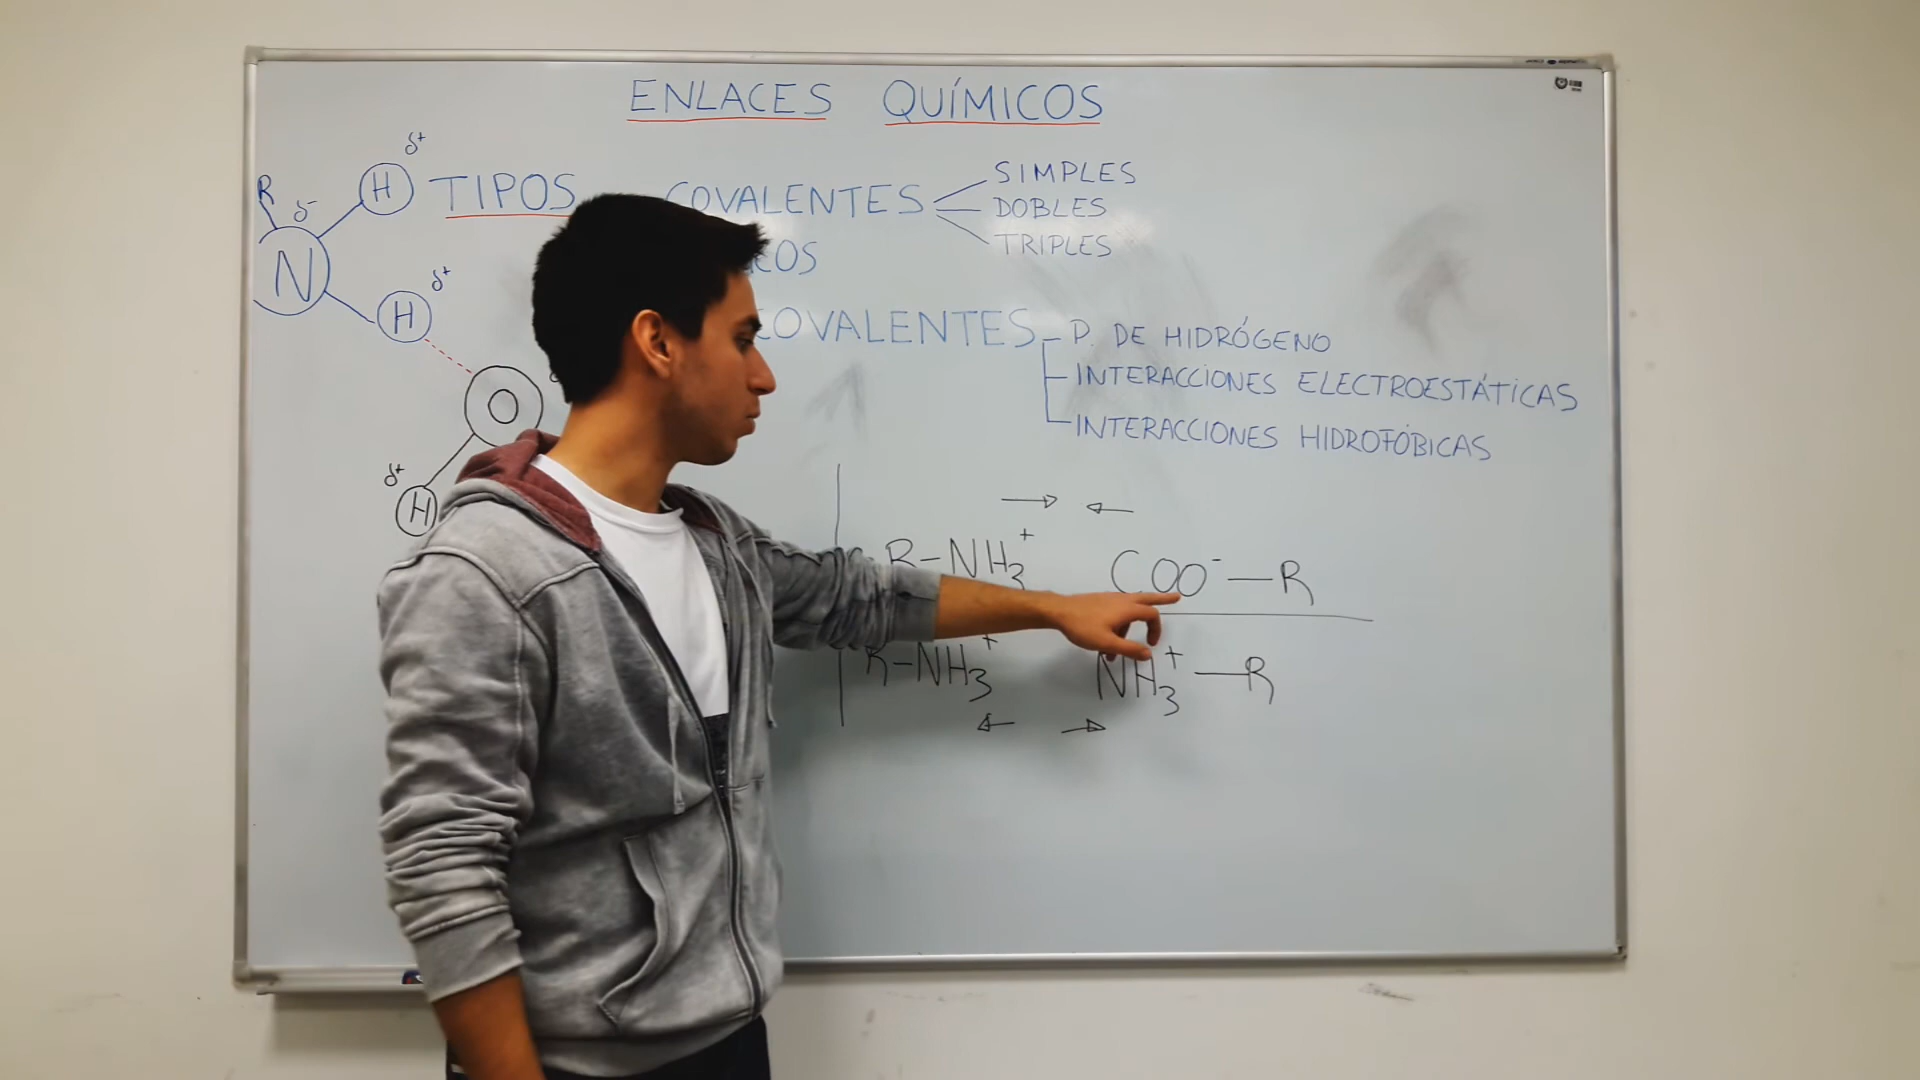 ENLACES QUÍMICOS
TIPOS COVALENTES
SIMPLES
DOBLES
TRIPLES
COVALENTES
P. DE HIDRÓGENO
INTERACCIONES ELECTROESTÁTICAS
INTERACCIONES HIDROFÓBICAS
R
δ-
N
H
δ+
H
δ+
O
H
δ+
R-NH3+ COO- -R
R-NH3+ NH3+ -R